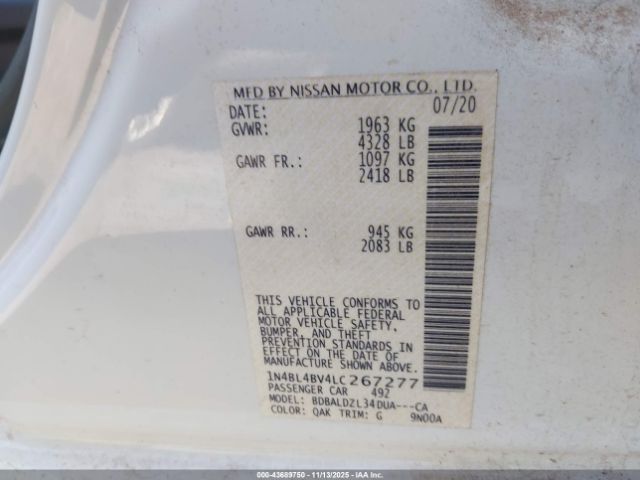 MFD BY NISSAN MOTOR CO., LTD.
DATE: 07/20
GVWR: 1963 KG
4328 LB
GAWR FR.: 1097 KG
2418 LB
GAWR RR.: 945 KG
2083 LB
THIS VEHICLE CONFORMS TO
ALL APPLICABLE FEDERAL
MOTOR VEHICLE SAFETY,
BUMPER, AND THEFT
PREVENTION STANDARDS IN
EFFECT ON THE DATE OF
MANUFACTURE SHOWN ABOVE.
1N4BL4BV4LC267277
PASSENGER CAR 492
MODEL: BDBALDZL34DUA---CA
COLOR: QAK TRIM: G 9N00A
000-43689750 - 11/13/2025 - IAAI.COM